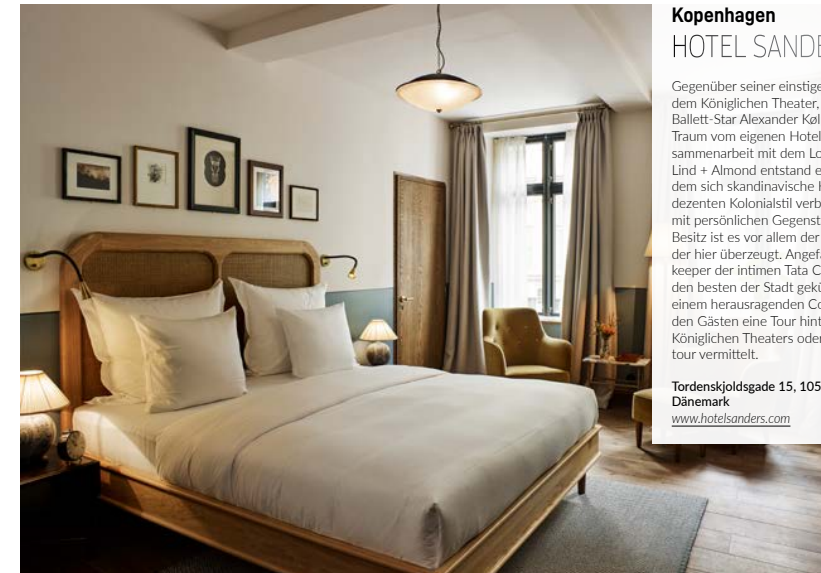 Kopenhagen
HOTEL SANDE
Gegenüber seiner einstige
dem Königlichen Theater,
Ballett-Star Alexander Køl
Traum vom eigenen Hotel
sammenarbeit mit dem Lo
Lind + Almond entstand e
dem sich skandinavische H
dezenten Kolonialstil verb
mit persönlichen Gegenst
Besitz ist es vor allem der
der hier überzeugt. Angefa
keeper der intimen Tata C
den besten der Stadt gekü
einem herausragenden Co
den Gästen eine Tour hint
Königlichen Theaters oder
tour vermittelt.
Tordenskjoldsgade 15, 105
Dänemark
www.hotelsanders.com